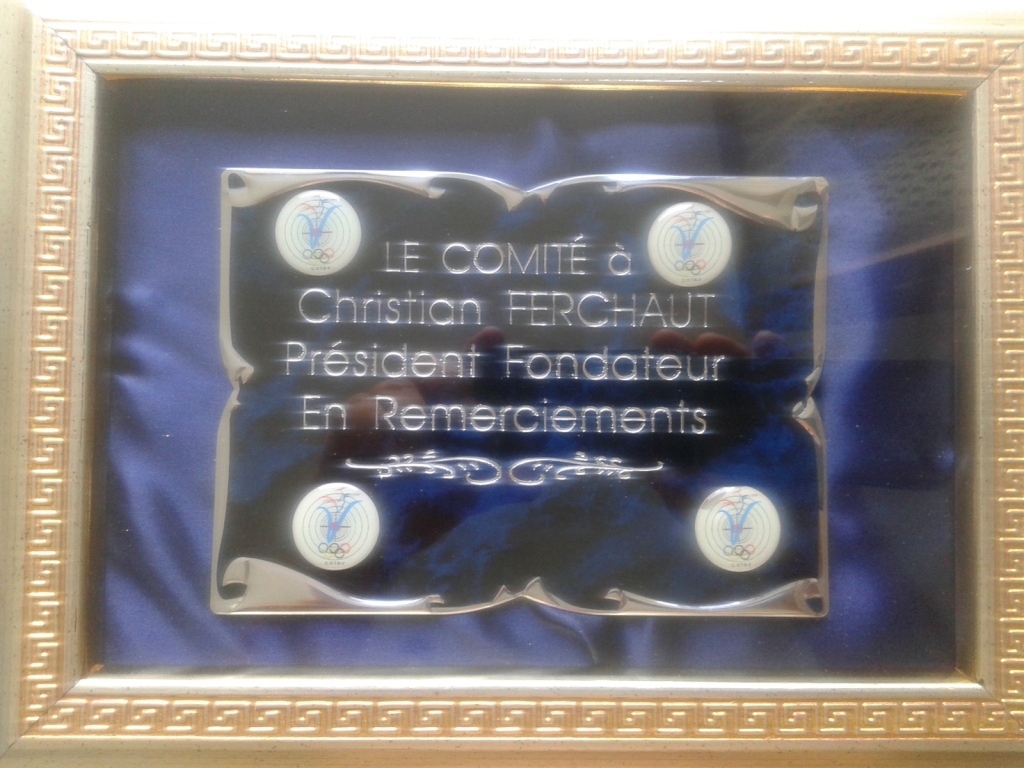 LE COMITÉ à
Christian FERCHAUT
Président Fondateur
En Remerciements